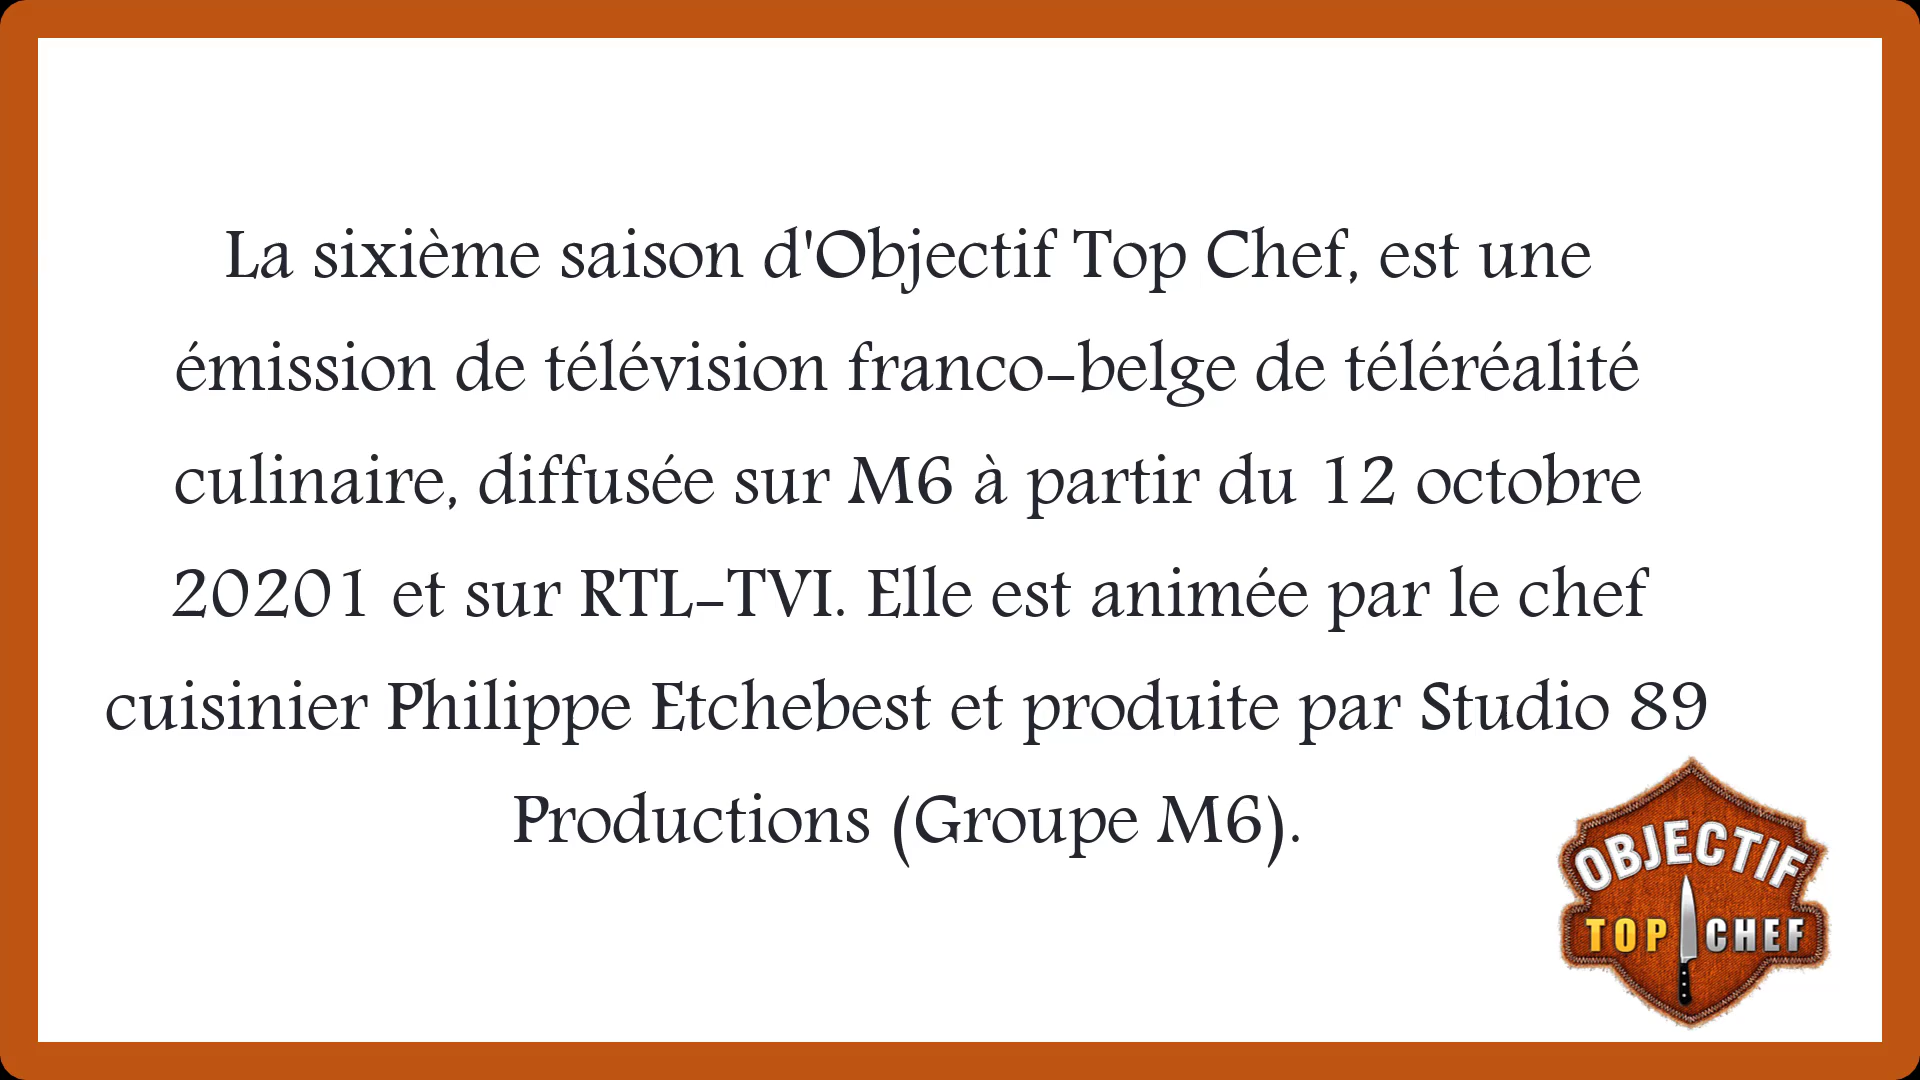 La sixième saison d'Objectif Top Chef, est une
émission de télévision franco-belge de téléréalité
culinaire, diffusée sur M6 à partir du 12 octobre
20201 et sur RTL-TVI. Elle est animée par le chef
cuisinier Philippe Etchebest et produite par Studio 89
Productions (Groupe M6).
OBJECTIF
TOP CHEF